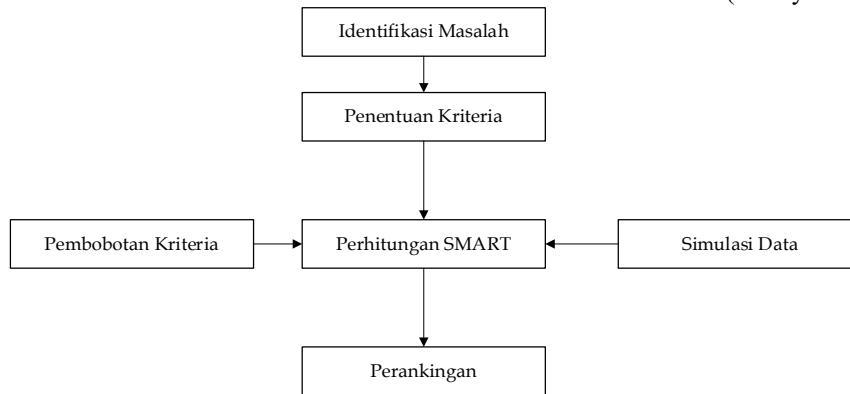 Identifikasi Masalah
Penentuan Kriteria
Pembobotan Kriteria
Perhitungan SMART
Simulasi Data
Perankingan